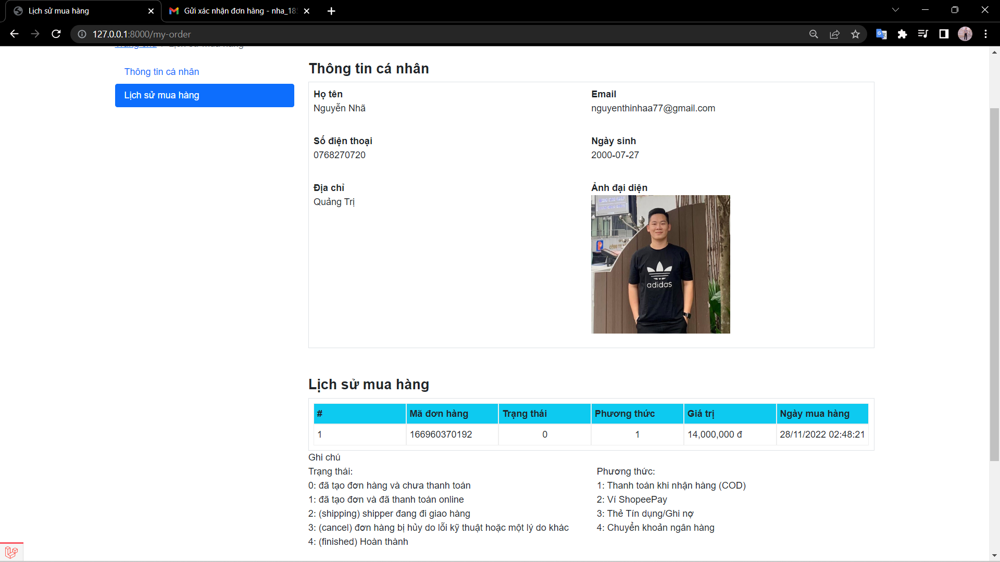 Lịch sử mua hàng
Gửi xác nhận đơn hàng - nha_185
127.0.0.1:8000/my-order
Trang chủ / Lịch sử mua hàng
Thông tin cá nhân
Lịch sử mua hàng
Thông tin cá nhân
Họ tên
Nguyễn Nhã
Email
nguyenthinhaa77@gmail.com
Số điện thoại
0768270720
Ngày sinh
2000-07-27
Địa chỉ
Quảng Trị
Ảnh đại diện
adidas
Lịch sử mua hàng
# Mã đơn hàng Trạng thái Phương thức Giá trị Ngày mua hàng
1 166960370192 0 1 14,000,000 đ 28/11/2022 02:48:21
Ghi chú
Trạng thái:
0: đã tạo đơn hàng và chưa thanh toán
1: đã tạo đơn và đã thanh toán online
2: (shipping) shipper đang đi giao hàng
3: (cancel) đơn hàng bị hủy do lỗi kỹ thuật hoặc một lý do khác
4: (finished) Hoàn thành
Phương thức:
1: Thanh toán khi nhận hàng (COD)
2: Ví ShopeePay
3: Thẻ Tín dụng/Ghi nợ
4: Chuyển khoản ngân hàng